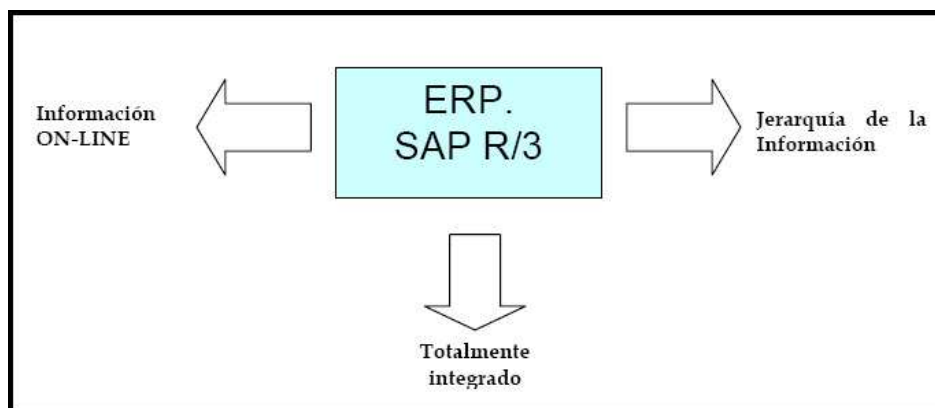 ERP.
SAP R/3
Información
ON-LINE
Jerarquía de la
Información
Totalmente
integrado